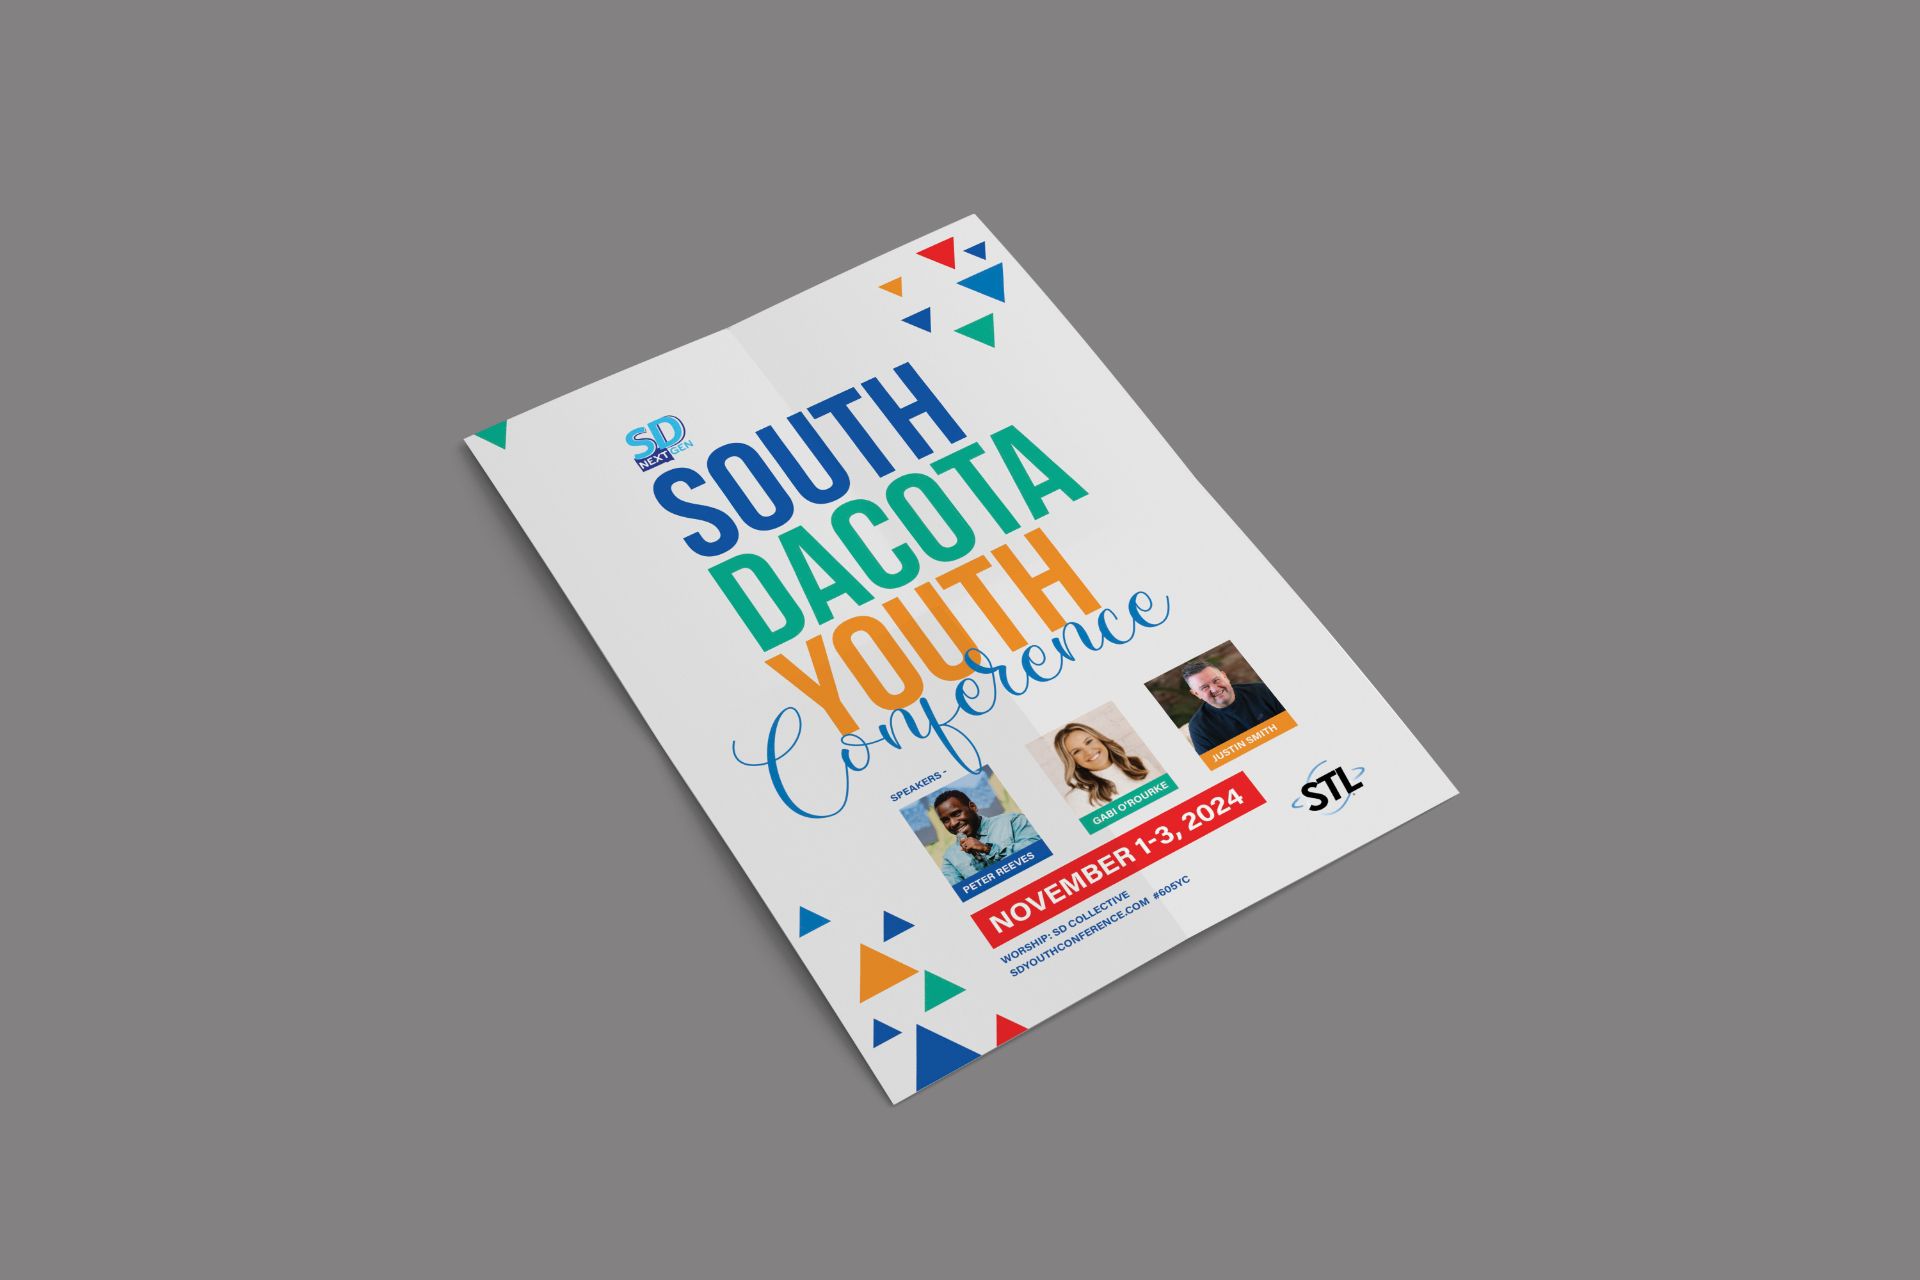 SD
NEXT GEN
SOUTH
DACOTA
YOUTH
Conference
SPEAKERS -
PETER REEVES
GABI O'ROURKE
JUSTIN SMITH
NOVEMBER 1-3, 2024
WORSHIP: SD COLLECTIVE
SDYOUTHCONFERENCE.COM #605YC
STL